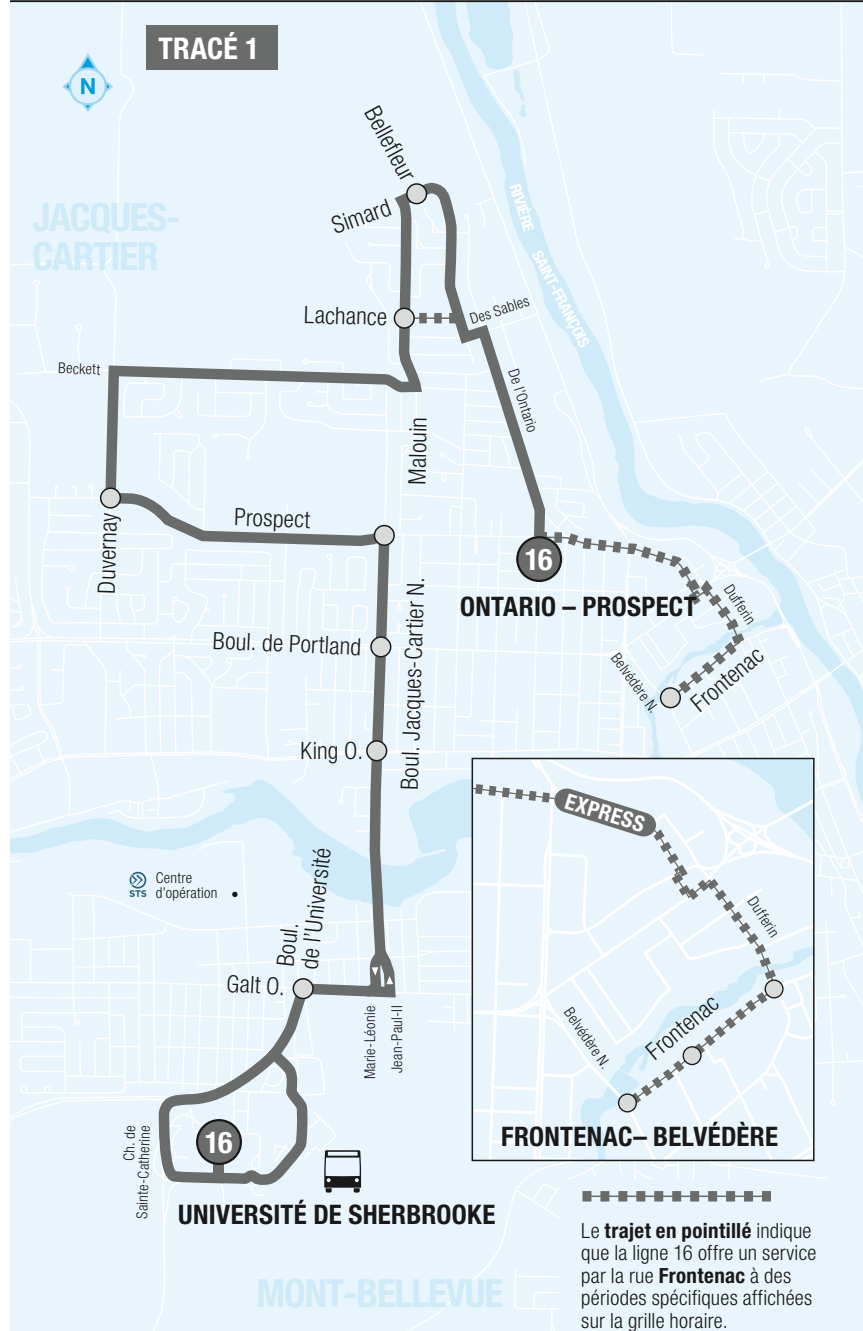 TRACÉ 1
N
Bellefleur
Simard
JACQUES-
CARTIER
RIVIÈRE SAINT-FRANÇOIS
Lachance
Des Sables
Beckett
De l'Ontario
Malouin
Prospect
Duvernay
16
ONTARIO – PROSPECT
Dufferin
Boul. de Portland
Boul. Jacques-Cartier N.
Belvédère N.
Frontenac
King O.
EXPRESS
Centre
d'opération
STS
Boul.
de l'Université
Dufferin
Galt O.
Marie-Léonie
Jean-Paul-II
Belvédère N.
Frontenac
FRONTENAC– BELVÉDÈRE
16
Ch. de
Sainte-Catherine
UNIVERSITÉ DE SHERBROOKE
MONT-BELLEVUE
Le trajet en pointillé indique
que la ligne 16 offre un service
par la rue Frontenac à des
périodes spécifiques affichées
sur la grille horaire.